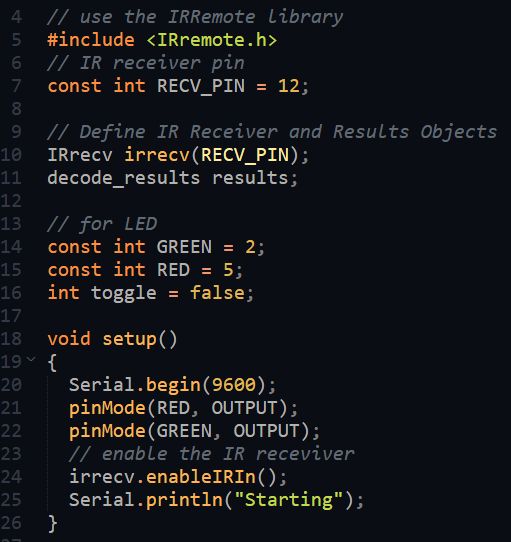 4 // use the IRRemote library
5 #include <IRremote.h>
6 // IR receiver pin
7 const int RECV_PIN = 12;
8
9 // Define IR Receiver and Results Objects
10 IRrecv irrecv(RECV_PIN);
11 decode_results results;
12
13 // for LED
14 const int GREEN = 2;
15 const int RED = 5;
16 int toggle = false;
17
18 void setup()
19 {
20   Serial.begin(9600);
21   pinMode(RED, OUTPUT);
22   pinMode(GREEN, OUTPUT);
23   // enable the IR receviver
24   irrecv.enableIRIn();
25   Serial.println("Starting");
26 }